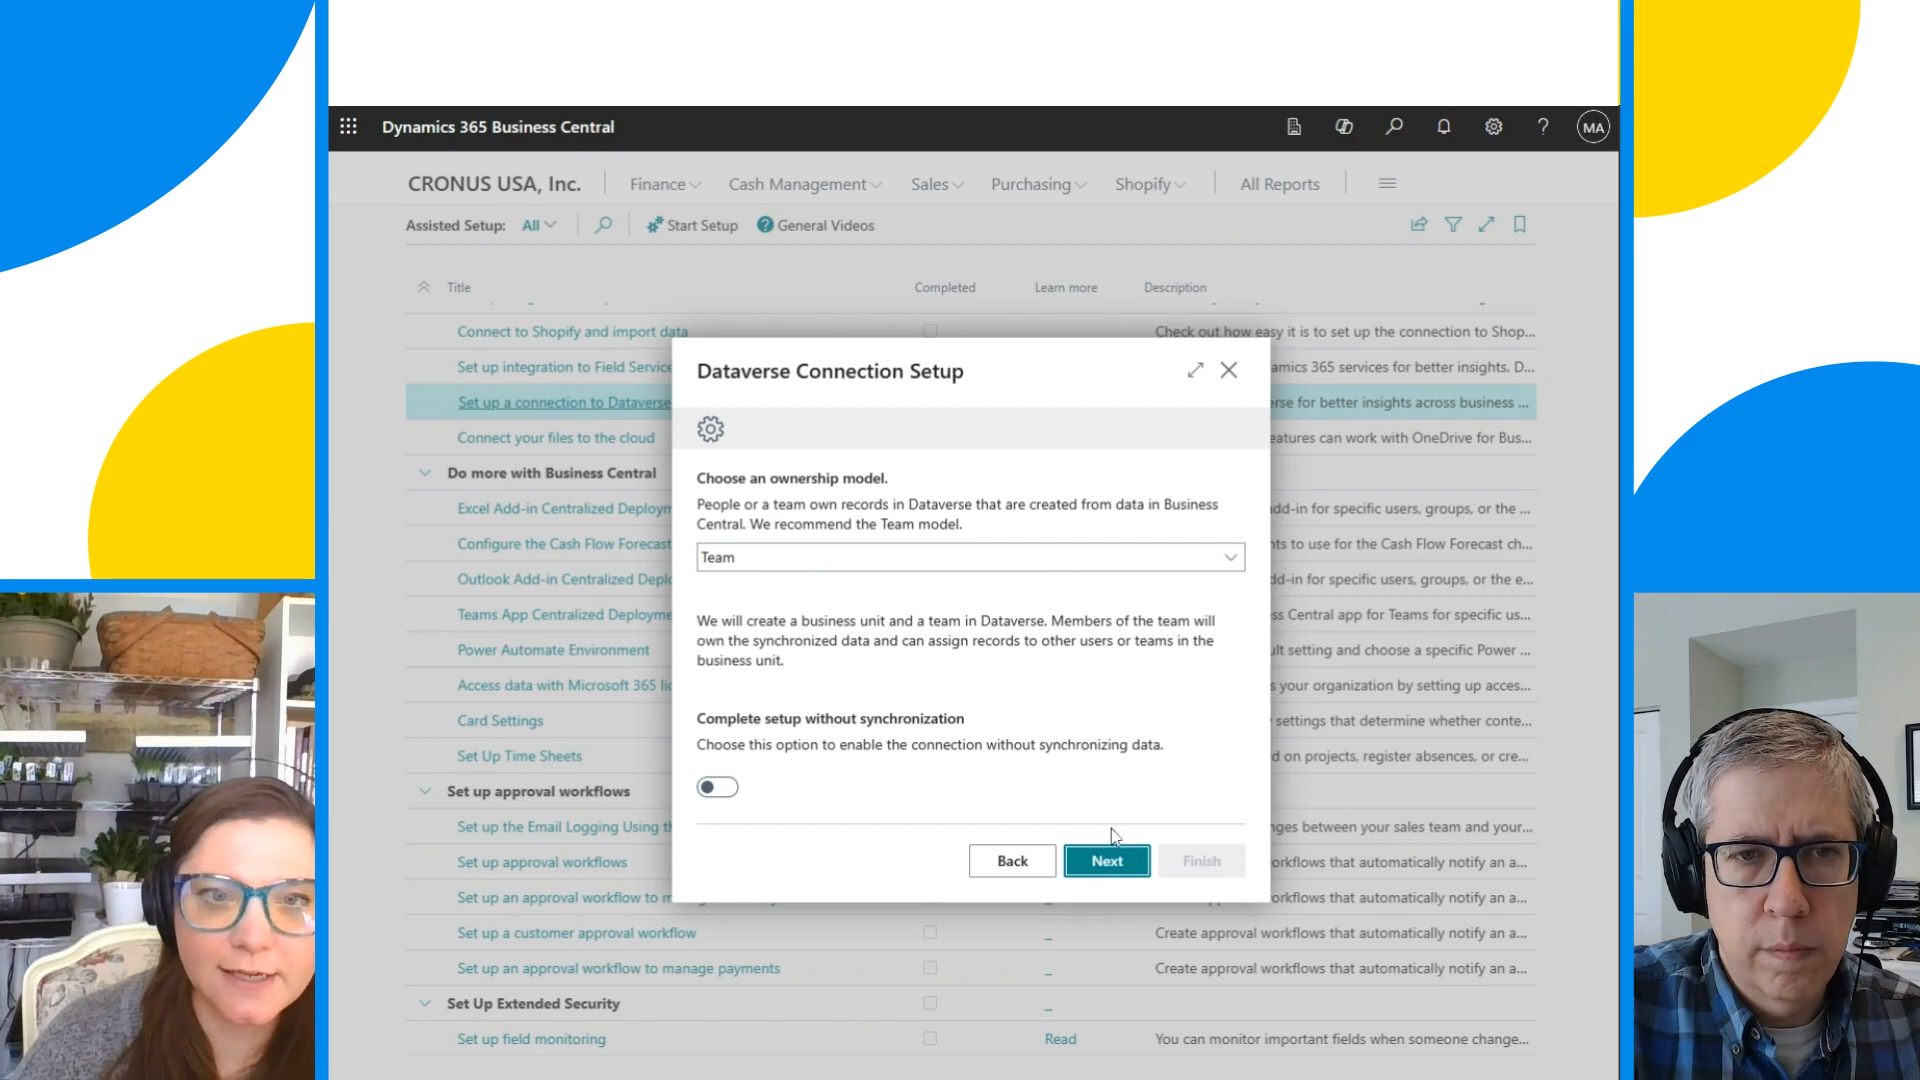 Dynamics 365 Business Central
MA
CRONUS USA, Inc.
Finance
Cash Management
Sales
Purchasing
Shopify
All Reports
Assisted Setup:
All
Start Setup
General Videos
Title
Completed
Learn more
Description
Connect to Shopify and import data
Check out how easy it is to set up the connection to Shop...
Set up integration to Field Service
amics 365 services for better insights. D...
Set up a connection to Dataverse
rse for better insights across business ...
Connect your files to the cloud
eatures can work with OneDrive for Bus...
Do more with Business Central
Excel Add-in Centralized Deploym
dd-in for specific users, groups, or the ...
Configure the Cash Flow Forecast
nts to use for the Cash Flow Forecast ch...
Outlook Add-in Centralized Depl
dd-in for specific users, groups, or the e...
Teams App Centralized Deployme
ss Central app for Teams for specific us...
Power Automate Environment
ult setting and choose a specific Power ...
Access data with Microsoft 365 lic
s your organization by setting up acces...
Card Settings
settings that determine whether conte...
Set Up Time Sheets
d on projects, register absences, or cre...
Set up approval workflows
Set up the Email Logging Using th
nges between your sales team and your...
Set up approval workflows
orkflows that automatically notify an a...
Set up an approval workflow to m
orkflows that automatically notify an a...
Set up a customer approval workflow
Create approval workflows that automatically notify an a...
Set up an approval workflow to manage payments
Create approval workflows that automatically notify an a...
Set Up Extended Security
Set up field monitoring
Read
You can monitor important fields when someone change...
Dataverse Connection Setup
Choose an ownership model.
People or a team own records in Dataverse that are created from data in Business
Central. We recommend the Team model.
Team
We will create a business unit and a team in Dataverse. Members of the team will
own the synchronized data and can assign records to other users or teams in the
business unit.
Complete setup without synchronization
Choose this option to enable the connection without synchronizing data.
Back
Next
Finish